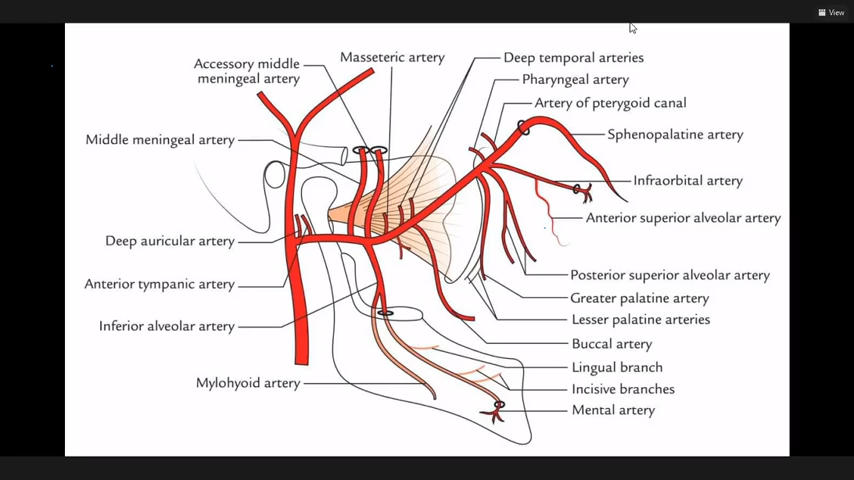 View
Accessory middle
meningeal artery
Masseteric artery
Deep temporal arteries
Pharyngeal artery
Artery of pterygoid canal
Middle meningeal artery
Sphenopalatine artery
Infraorbital artery
Anterior superior alveolar artery
Deep auricular artery
Anterior tympanic artery
Posterior superior alveolar artery
Greater palatine artery
Inferior alveolar artery
Lesser palatine arteries
Buccal artery
Lingual branch
Mylohyoid artery
Incisive branches
Mental artery